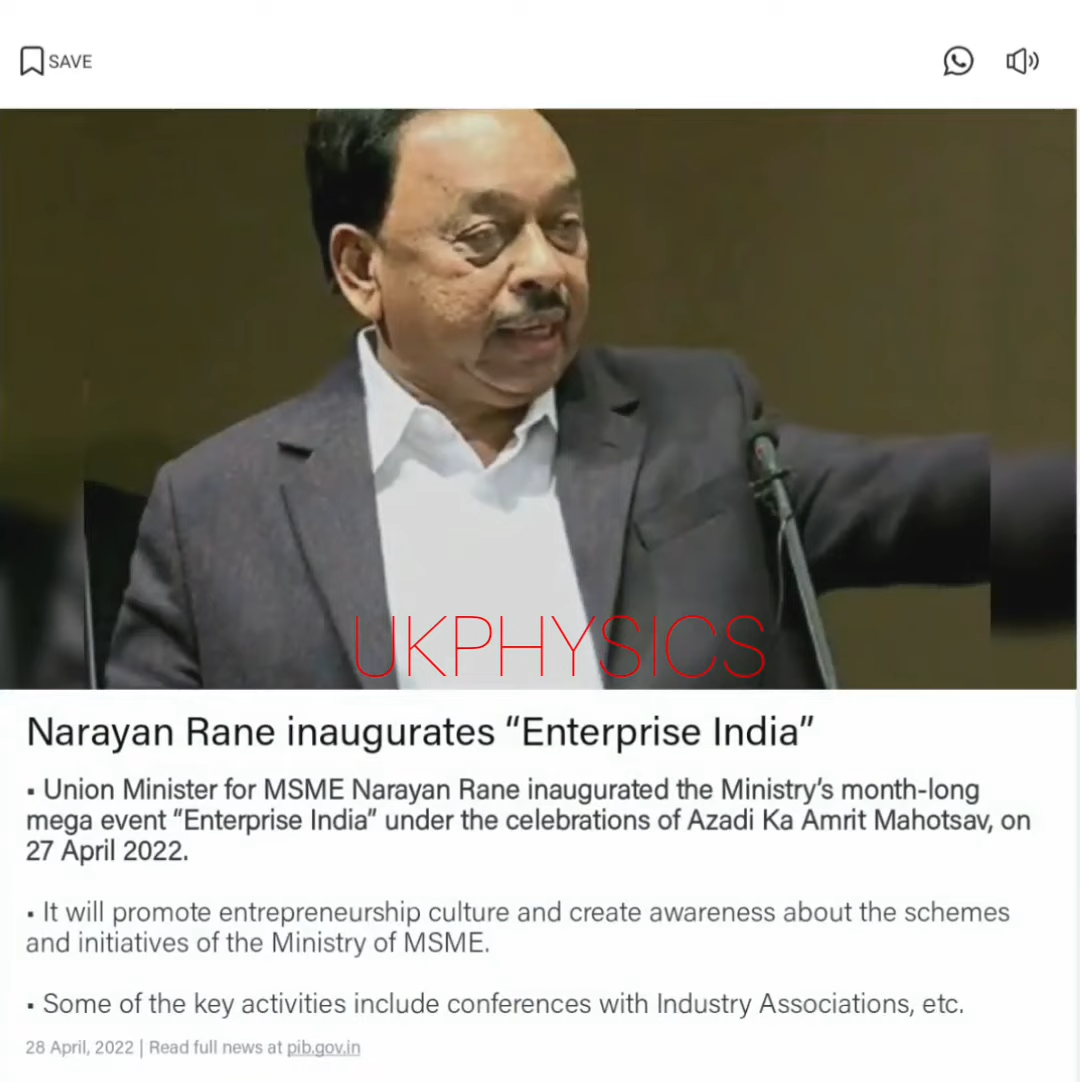 SAVE
UKPHYSICS
Narayan Rane inaugurates “Enterprise India”
▪ Union Minister for MSME Narayan Rane inaugurated the Ministry’s month-long
mega event “Enterprise India” under the celebrations of Azadi Ka Amrit Mahotsav, on
27 April 2022.
▪ It will promote entrepreneurship culture and create awareness about the schemes
and initiatives of the Ministry of MSME.
▪ Some of the key activities include conferences with Industry Associations, etc.
28 April, 2022 | Read full news at pib.gov.in